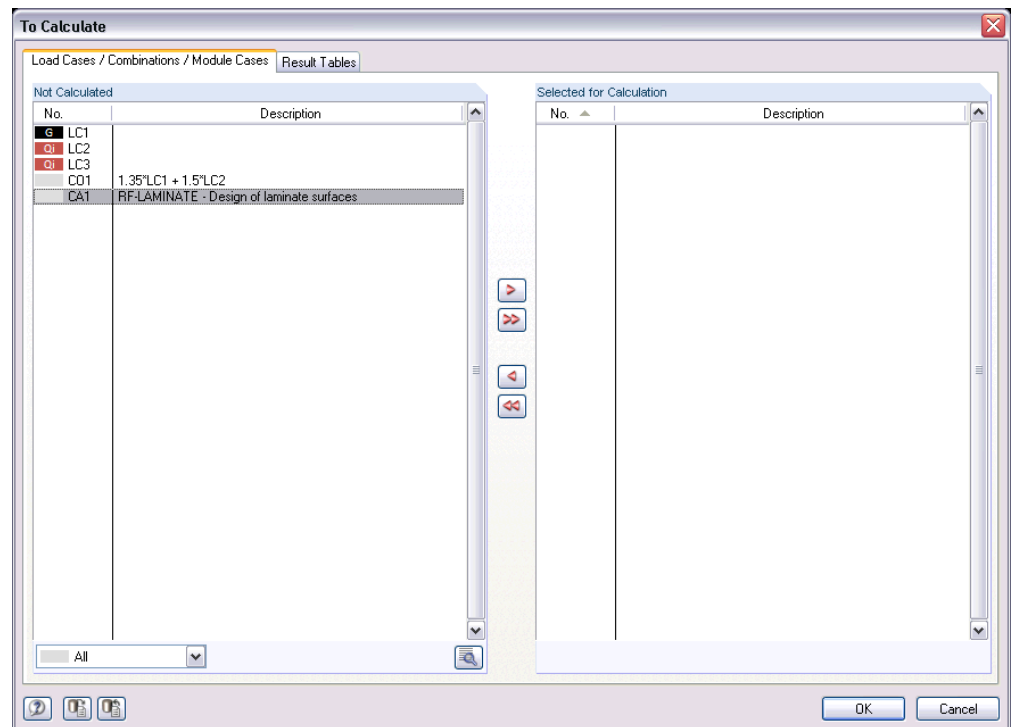 To Calculate
Load Cases / Combinations / Module Cases Result Tables
Not Calculated
No. Description
G LC1
Qi LC2
Qi LC3
CO1 1.35*LC1 + 1.5*LC2
CA1 RF-LAMINATE - Design of laminate surfaces
All
Selected for Calculation
No. Description
OK Cancel